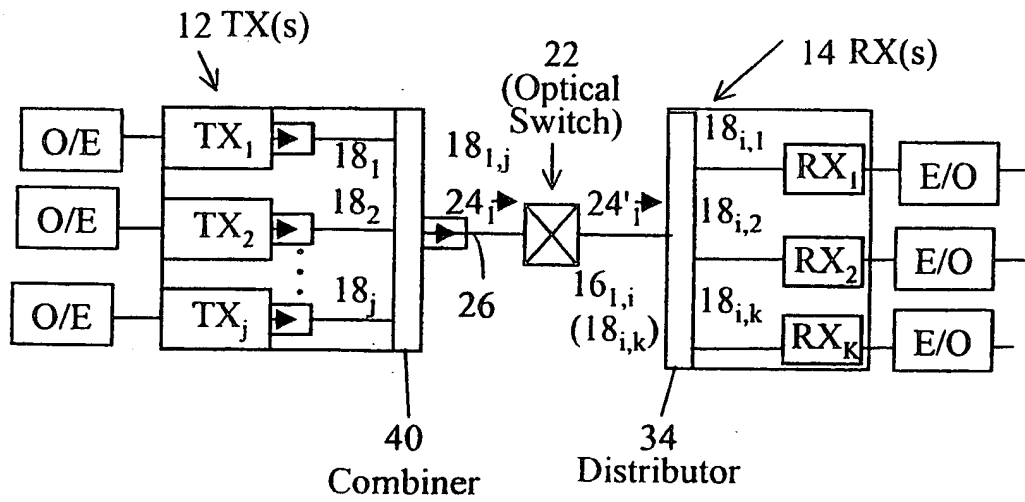 12 TX(s)
22
(Optical
Switch)
14 RX(s)
O/E
TX₁
18₁
18₁,ⱼ
18ᵢ,₁
RX₁
E/O
O/E
TX₂
18₂
24₁
24'ᵢ
18ᵢ,₂
RX₂
E/O
O/E
TXⱼ
18ⱼ
26
16₁,ᵢ
(18ᵢ,ₖ)
18ᵢ,ₖ
RX_K
E/O
40
Combiner
34
Distributor